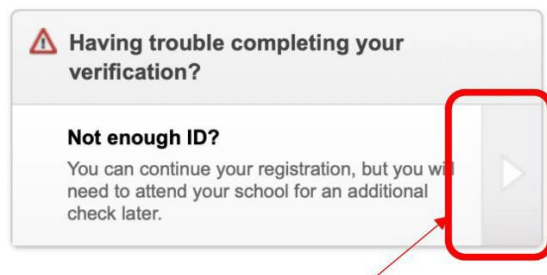 Having trouble completing your
verification?
Not enough ID?
You can continue your registration, but you will
need to attend your school for an additional
check later.